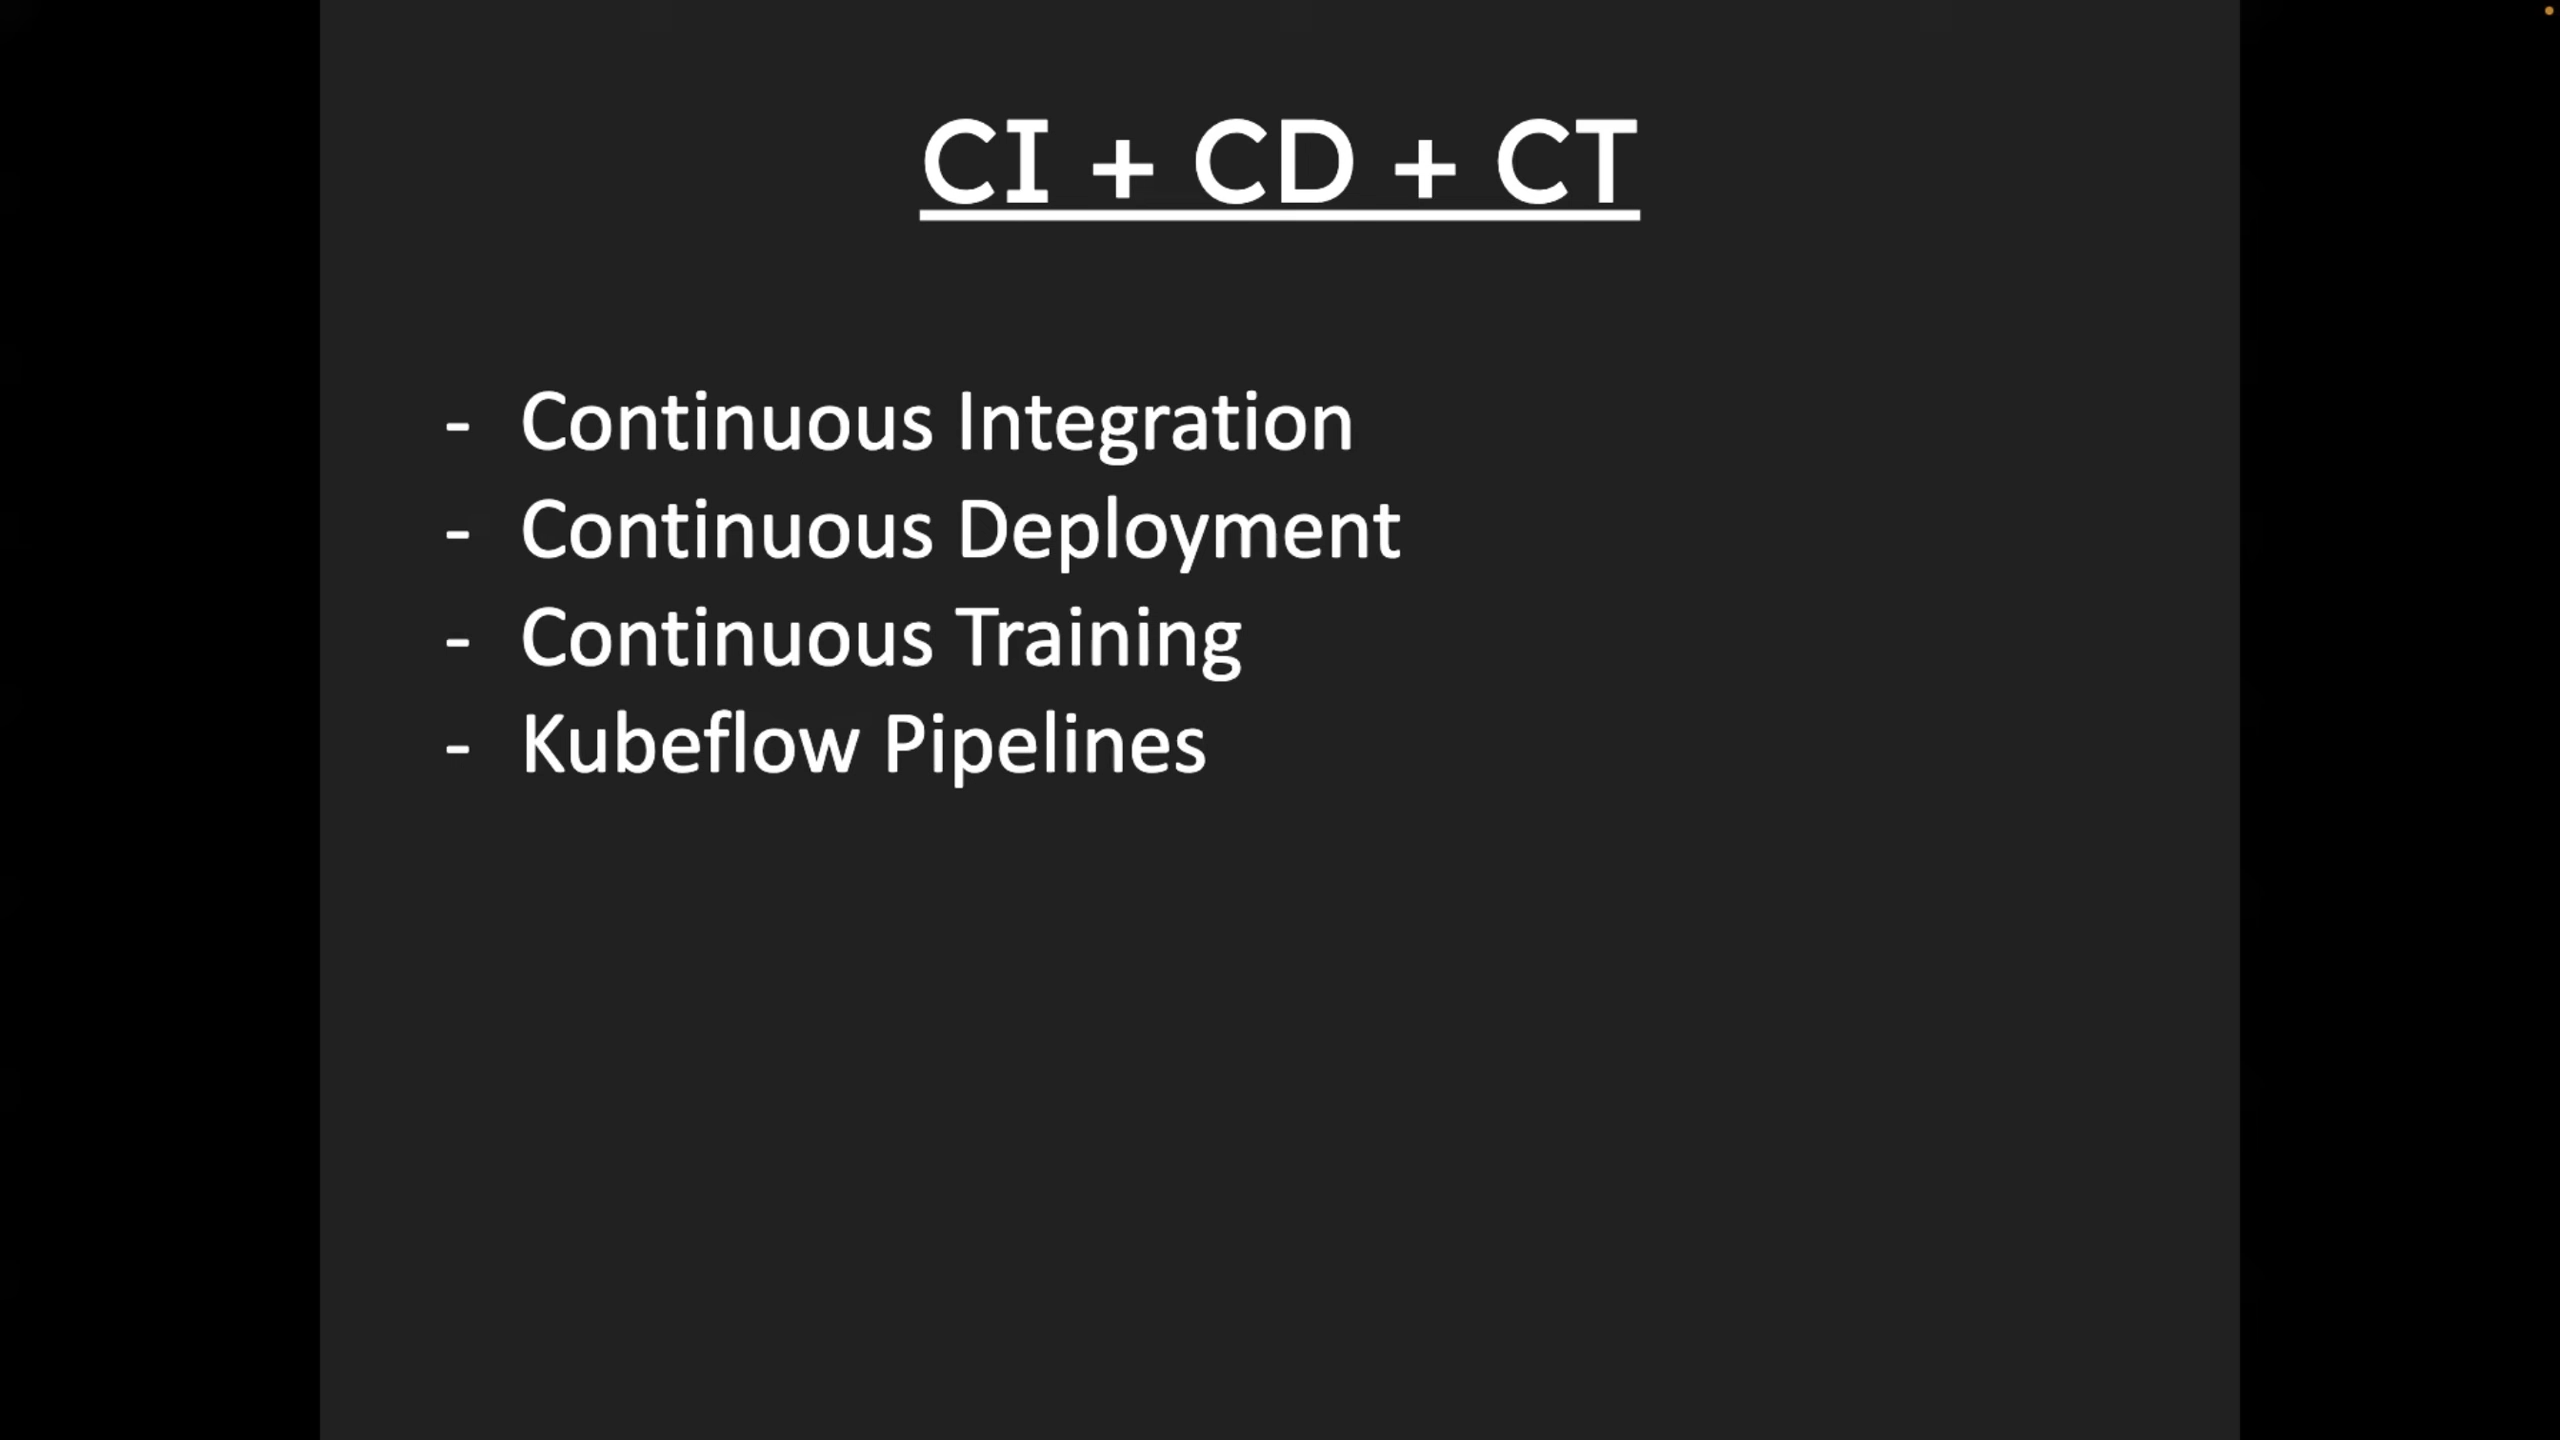 CI + CD + CT
- Continuous Integration
- Continuous Deployment
- Continuous Training
- Kubeflow Pipelines